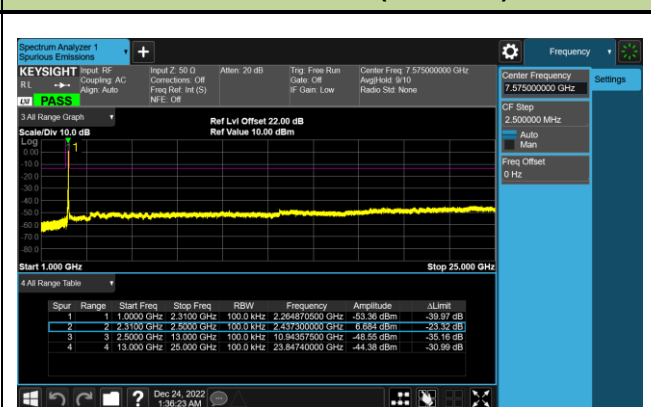 Spectrum Analyzer 1
Spurious Emissions
Frequency
KEYSIGHT
RL
LXI PASS
Input: RF
Coupling: AC
Align: Auto
Input Z: 50 Ω
Corrections: Off
Freq Ref: Int (S)
NFE: Off
Atten: 20 dB
Trig: Free Run
Gate: Off
IF Gain: Low
Center Freq: 7.575000000 GHz
Avg|Hold: 9/10
Radio Std: None
Center Frequency
7.575000000 GHz
Settings
CF Step
2.500000 MHz
Auto
Man
Freq Offset
0 Hz
3 All Range Graph
Scale/Div 10.0 dB
Ref Lvl Offset 22.00 dB
Ref Value 10.00 dBm
Log
1
0.00
-10.0
-20.0
-30.0
-40.0
-50.0
-60.0
-70.0
-80.0
Start 1.000 GHz
Stop 25.000 GHz
4 All Range Table
Spur Range Start Freq Stop Freq RBW Frequency Amplitude ΔLimit
1 1 1.0000 GHz 2.3100 GHz 100.0 kHz 2.264870500 GHz -53.36 dBm -39.97 dB
2 2 2.3100 GHz 2.5000 GHz 100.0 kHz 2.437300000 GHz 6.684 dBm -23.32 dB
3 3 2.5000 GHz 13.000 GHz 100.0 kHz 10.94357500 GHz -48.55 dBm -35.16 dB
4 4 13.000 GHz 25.000 GHz 100.0 kHz 23.84740000 GHz -44.38 dBm -30.99 dB
Dec 24, 2022
1:36:23 AM